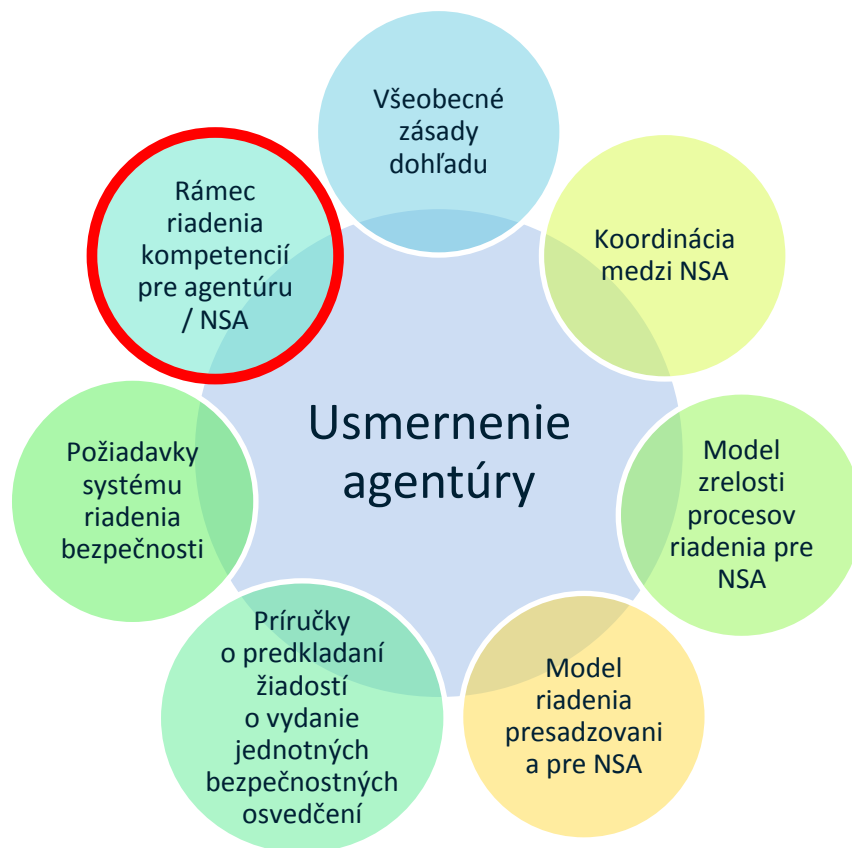 Všeobecné
zásady
dohľadu
Koordinácia
medzi NSA
Model
zrelosti
procesov
riadenia pre
NSA
Model
riadenia
presadzovani
a pre NSA
Príručky
o predkladaní
žiadostí
o vydanie
jednotných
bezpečnostných
osvedčení
Požiadavky
systému
riadenia
bezpečnosti
Rámec
riadenia
kompetencií
pre agentúru
/ NSA
Usmernenie
agentúry